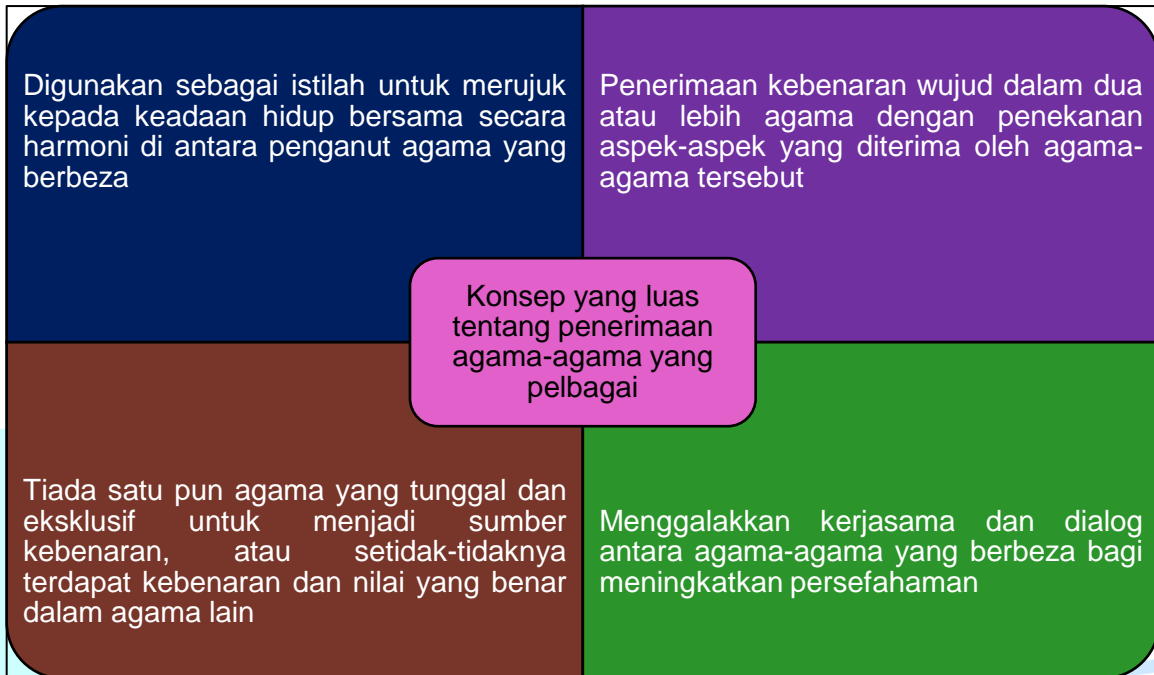 Digunakan sebagai istilah untuk merujuk
kepada keadaan hidup bersama secara
harmoni di antara penganut agama yang
berbeza
Penerimaan kebenaran wujud dalam dua
atau lebih agama dengan penekanan
aspek-aspek yang diterima oleh agama-
agama tersebut
Konsep yang luas
tentang penerimaan
agama-agama yang
pelbagai
Tiada satu pun agama yang tunggal dan
eksklusif untuk menjadi sumber
kebenaran, atau setidak-tidaknya
terdapat kebenaran dan nilai yang benar
dalam agama lain
Menggalakkan kerjasama dan dialog
antara agama-agama yang berbeza bagi
meningkatkan persefahaman